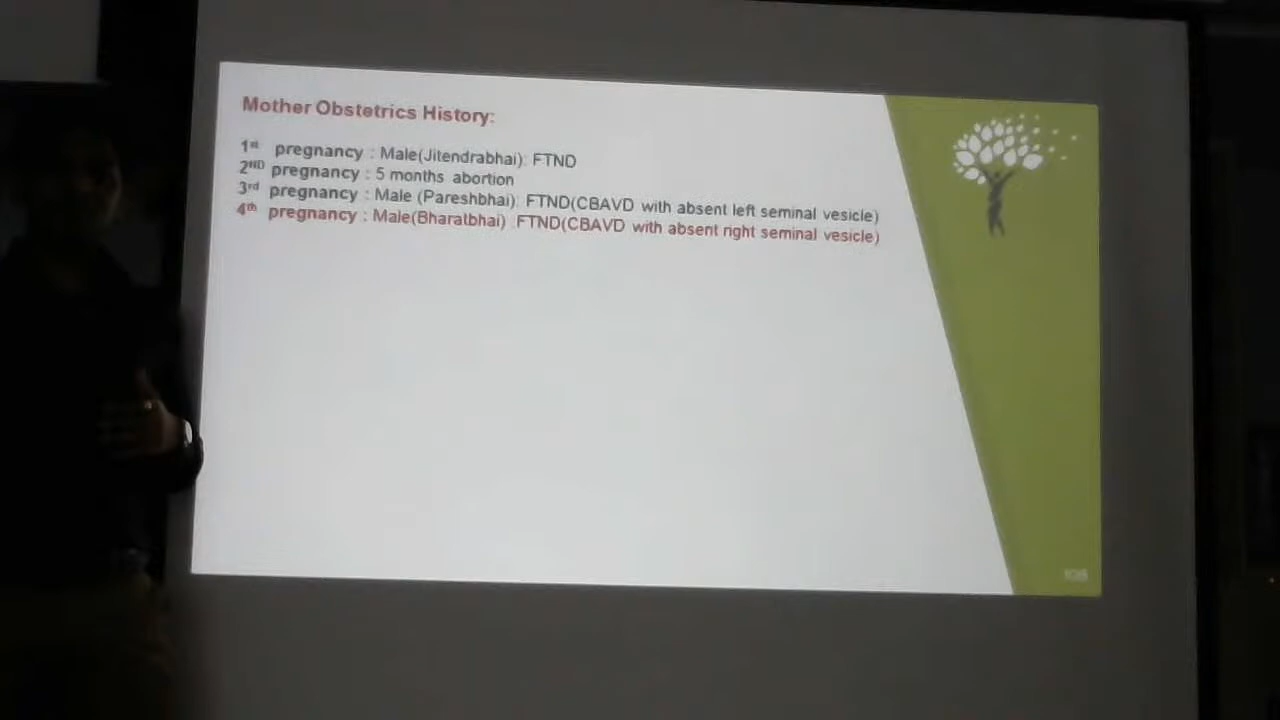 Mother Obstetrics History:
1st pregnancy : Male(Jitendrabhai): FTND
2ND pregnancy : 5 months abortion
3rd pregnancy : Male (Pareshbhai): FTND(CBAVD with absent left seminal vesicle)
4th pregnancy : Male(Bharatbhai) :FTND(CBAVD with absent right seminal vesicle)